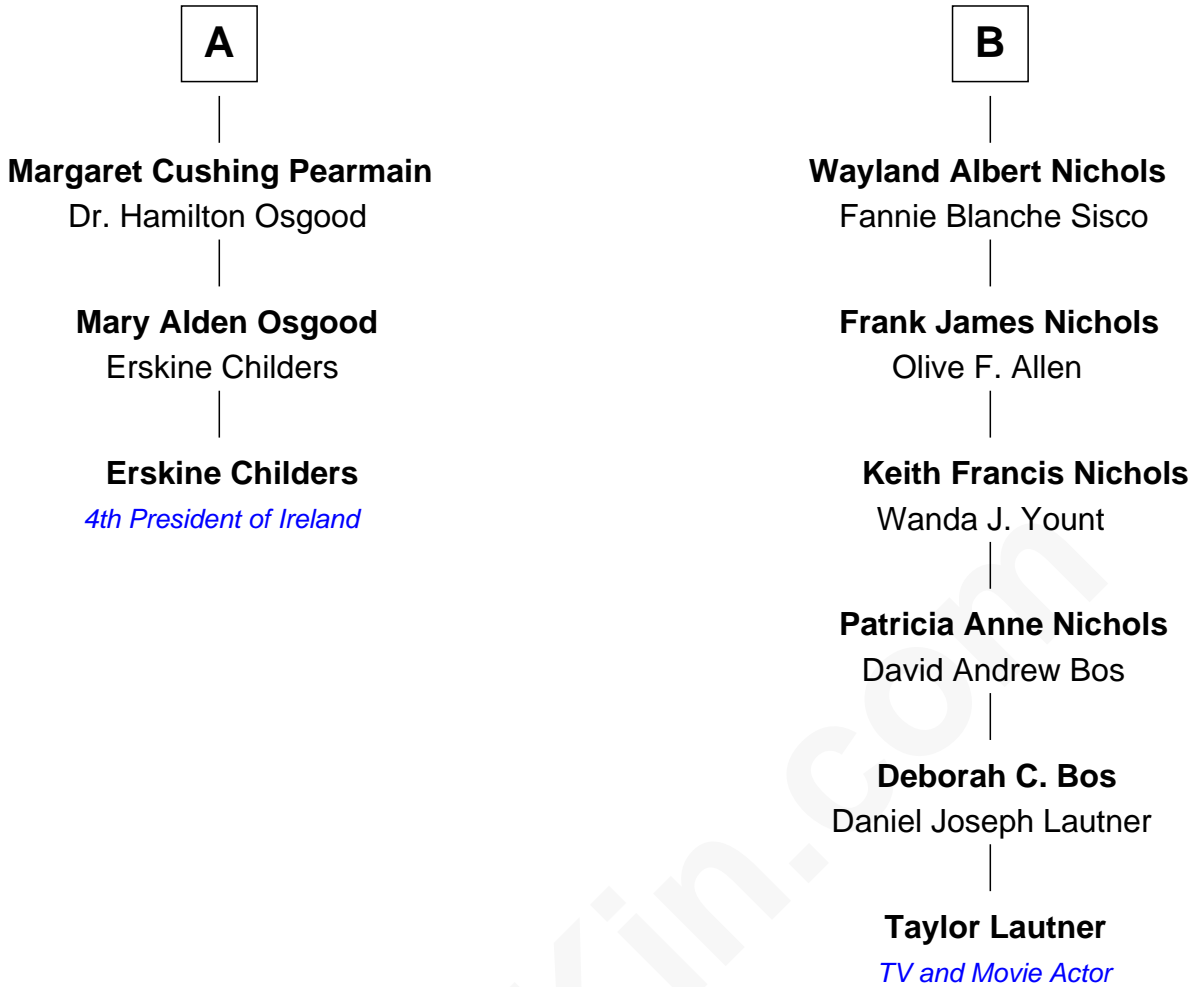 A
Margaret Cushing Pearmain
Dr. Hamilton Osgood
Mary Alden Osgood
Erskine Childers
Erskine Childers
4th President of Ireland
B
Wayland Albert Nichols
Fannie Blanche Sisco
Frank James Nichols
Olive F. Allen
Keith Francis Nichols
Wanda J. Yount
Patricia Anne Nichols
David Andrew Bos
Deborah C. Bos
Daniel Joseph Lautner
Taylor Lautner
TV and Movie Actor
Kin.com